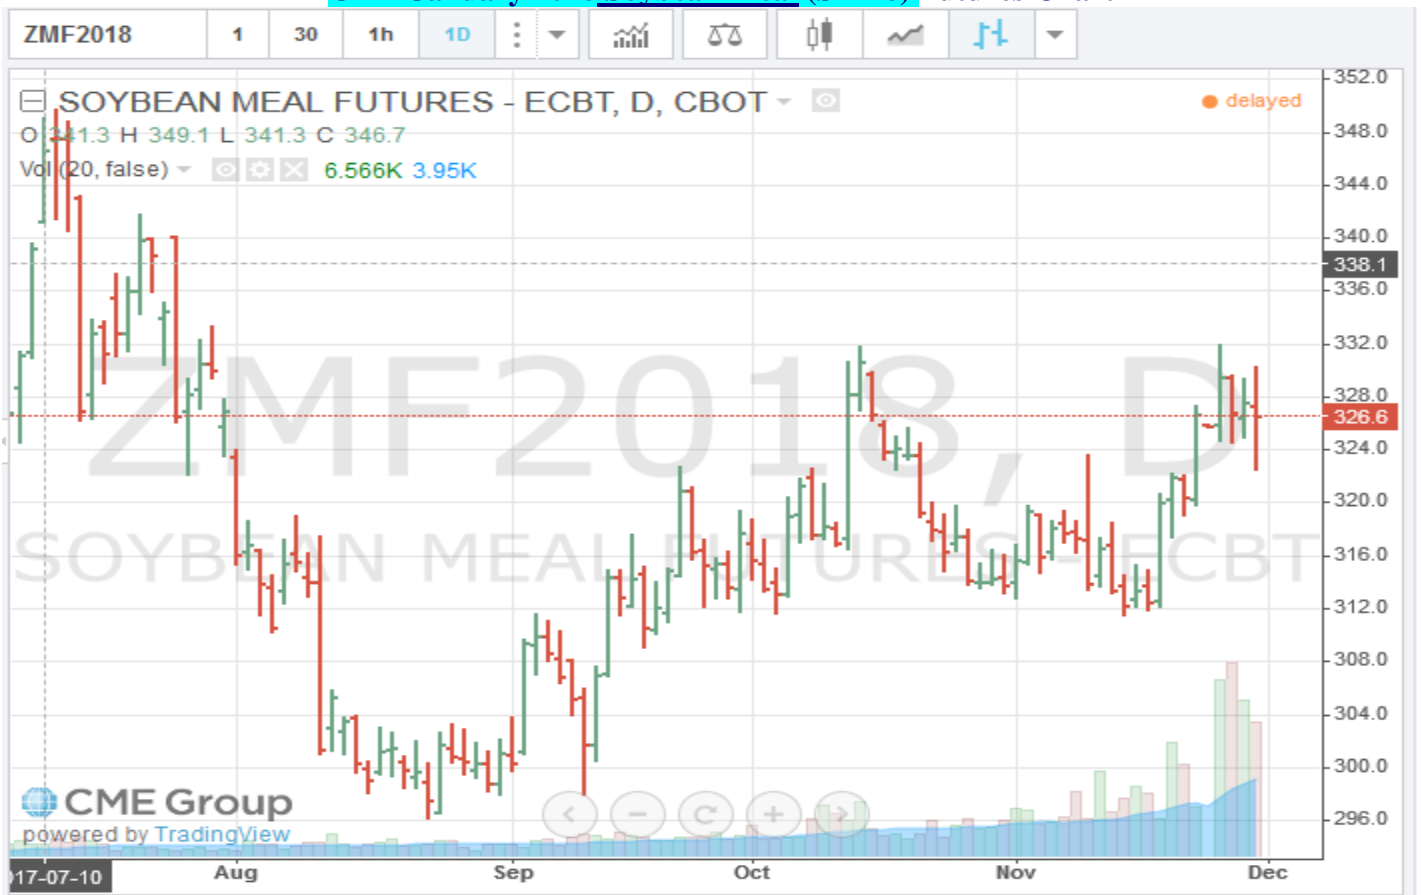 ZMF2018 1 30 1h 1D
SOYBEAN MEAL FUTURES - ECBT, D, CBOT
delayed
O 341.3 H 349.1 L 341.3 C 346.7
Vol (20, false) 6.566K 3.95K
352.0
348.0
344.0
340.0
338.1
336.0
332.0
328.0
326.6
324.0
320.0
316.0
312.0
308.0
304.0
300.0
296.0
ZMF2018, D
SOYBEAN MEAL FUTURES - ECBT
CME Group
powered by TradingView
17-07-10 Aug Sep Oct Nov Dec